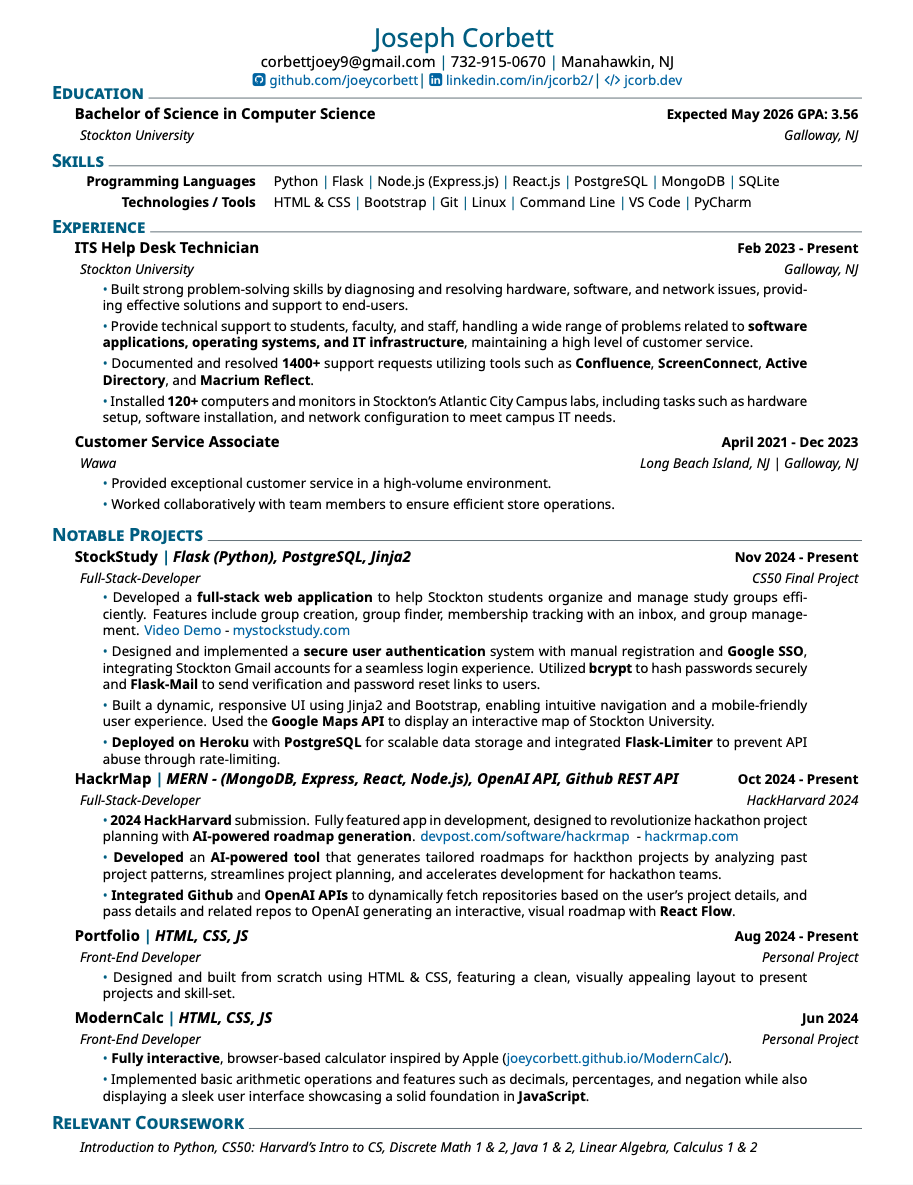 Joseph Corbett
corbettjoey9@gmail.com | 732-915-0670 | Manahawkin, NJ
github.com/joeycorbett| linkedin.com/in/jcorb2/| </> jcorb.dev
EDUCATION
Bachelor of Science in Computer Science Expected May 2026 GPA: 3.56
Stockton University Galloway, NJ
SKILLS
Programming Languages Python | Flask | Node.js (Express.js) | React.js | PostgreSQL | MongoDB | SQLite
Technologies / Tools HTML & CSS | Bootstrap | Git | Linux | Command Line | VS Code | PyCharm
EXPERIENCE
ITS Help Desk Technician Feb 2023 - Present
Stockton University Galloway, NJ
• Built strong problem-solving skills by diagnosing and resolving hardware, software, and network issues, provid-
ing effective solutions and support to end-users.
• Provide technical support to students, faculty, and staff, handling a wide range of problems related to software
applications, operating systems, and IT infrastructure, maintaining a high level of customer service.
• Documented and resolved 1400+ support requests utilizing tools such as Confluence, ScreenConnect, Active
Directory, and Macrium Reflect.
• Installed 120+ computers and monitors in Stockton's Atlantic City Campus labs, including tasks such as hardware
setup, software installation, and network configuration to meet campus IT needs.
Customer Service Associate April 2021 - Dec 2023
Wawa Long Beach Island, NJ | Galloway, NJ
• Provided exceptional customer service in a high-volume environment.
• Worked collaboratively with team members to ensure efficient store operations.
NOTABLE PROJECTS
StockStudy | Flask (Python), PostgreSQL, Jinja2 Nov 2024 - Present
Full-Stack-Developer CS50 Final Project
• Developed a full-stack web application to help Stockton students organize and manage study groups effi-
ciently. Features include group creation, group finder, membership tracking with an inbox, and group manage-
ment. Video Demo - mystockstudy.com
• Designed and implemented a secure user authentication system with manual registration and Google SSO,
integrating Stockton Gmail accounts for a seamless login experience. Utilized bcrypt to hash passwords securely
and Flask-Mail to send verification and password reset links to users.
• Built a dynamic, responsive UI using Jinja2 and Bootstrap, enabling intuitive navigation and a mobile-friendly
user experience. Used the Google Maps API to display an interactive map of Stockton University.
• Deployed on Heroku with PostgreSQL for scalable data storage and integrated Flask-Limiter to prevent API
abuse through rate-limiting.
HackrMap | MERN - (MongoDB, Express, React, Node.js), OpenAI API, Github REST API Oct 2024 - Present
Full-Stack-Developer HackHarvard 2024
• 2024 HackHarvard submission. Fully featured app in development, designed to revolutionize hackathon project
planning with AI-powered roadmap generation. devpost.com/software/hackrmap - hackrmap.com
• Developed an AI-powered tool that generates tailored roadmaps for hackthon projects by analyzing past
project patterns, streamlines project planning, and accelerates development for hackathon teams.
• Integrated Github and OpenAI APIs to dynamically fetch repositories based on the user's project details, and
pass details and related repos to OpenAI generating an interactive, visual roadmap with React Flow.
Portfolio | HTML, CSS, JS Aug 2024 - Present
Front-End Developer Personal Project
• Designed and built from scratch using HTML & CSS, featuring a clean, visually appealing layout to present
projects and skill-set.
ModernCalc | HTML, CSS, JS Jun 2024
Front-End Developer Personal Project
• Fully interactive, browser-based calculator inspired by Apple (joeycorbett.github.io/ModernCalc/).
• Implemented basic arithmetic operations and features such as decimals, percentages, and negation while also
displaying a sleek user interface showcasing a solid foundation in JavaScript.
RELEVANT COURSEWORK
Introduction to Python, CS50: Harvard's Intro to CS, Discrete Math 1 & 2, Java 1 & 2, Linear Algebra, Calculus 1 & 2